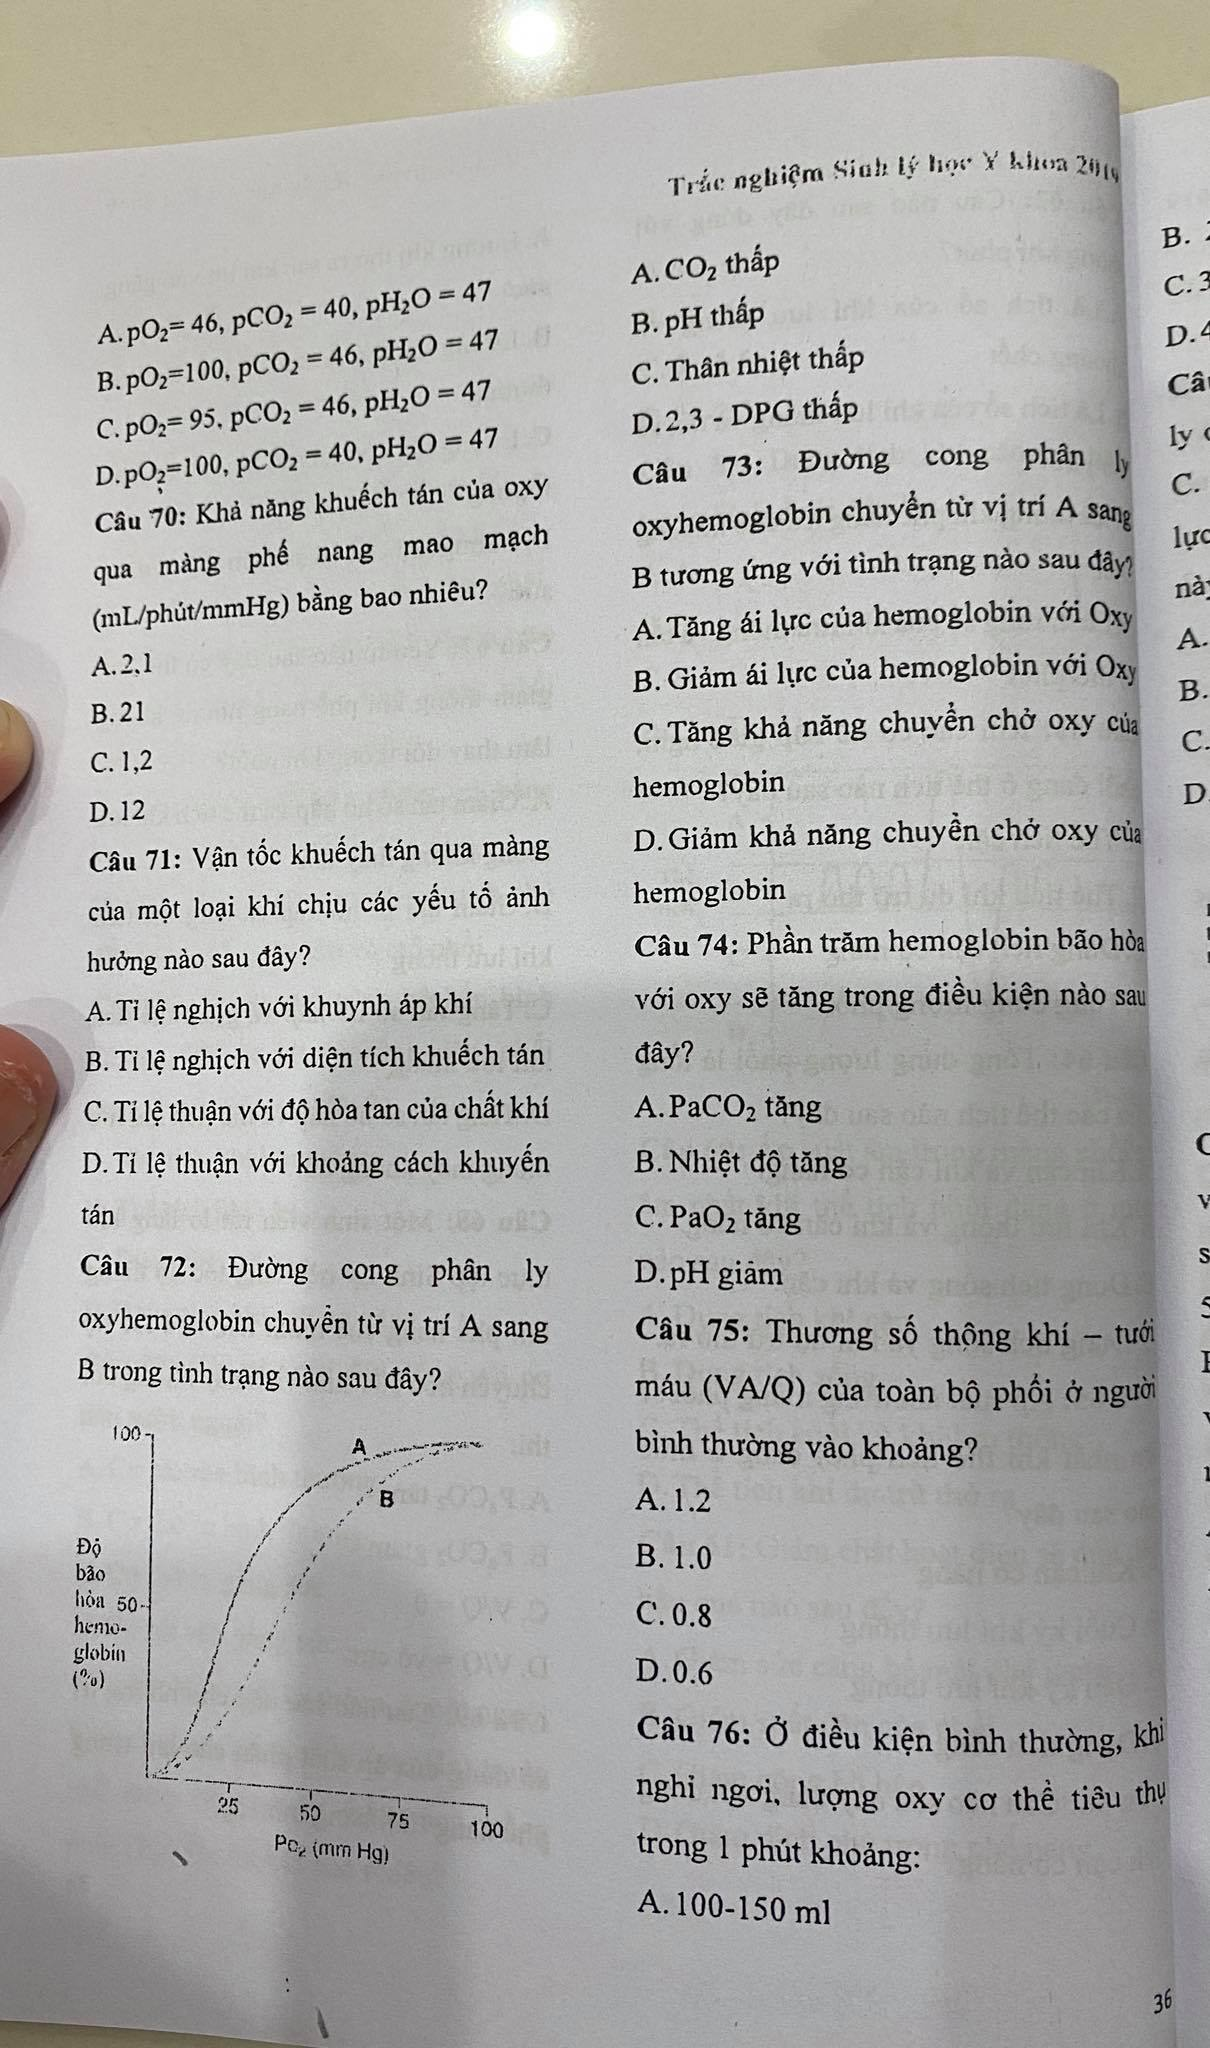 Trắc nghiệm Sinh lý học Y khoa 2019
A. pO₂= 46, pCO₂ = 40, pH₂O = 47
B. pO₂=100, pCO₂ = 46, pH₂O = 47
C. pO₂= 95, pCO₂ = 46, pH₂O = 47
D. pO₂=100, pCO₂ = 40, pH₂O = 47
Câu 70: Khả năng khuếch tán của oxy
qua màng phế nang mao mạch
(mL/phút/mmHg) bằng bao nhiêu?
A. 2,1
B. 21
C. 1,2
D. 12
Câu 71: Vận tốc khuếch tán qua màng
của một loại khí chịu các yếu tố ảnh
hưởng nào sau đây?
A. Tỉ lệ nghịch với khuynh áp khí
B. Tỉ lệ nghịch với diện tích khuếch tán
C. Tỉ lệ thuận với độ hòa tan của chất khí
D. Tỉ lệ thuận với khoảng cách khuyến
tán
Câu 72: Đường cong phân ly
oxyhemoglobin chuyển từ vị trí A sang
B trong tình trạng nào sau đây?
100
A
B
Độ
bão
hòa 50
hemo-
globin
(%)
25 50 75 100
Po₂ (mm Hg)
A. CO₂ thấp
B. pH thấp
C. Thân nhiệt thấp
D. 2,3 - DPG thấp
Câu 73: Đường cong phân ly
oxyhemoglobin chuyển từ vị trí A sang
B tương ứng với tình trạng nào sau đây?
A. Tăng ái lực của hemoglobin với Oxy
B. Giảm ái lực của hemoglobin với Oxy
C. Tăng khả năng chuyển chở oxy của
hemoglobin
D. Giảm khả năng chuyền chở oxy của
hemoglobin
Câu 74: Phần trăm hemoglobin bão hòa
với oxy sẽ tăng trong điều kiện nào sau
đây?
A. PaCO₂ tăng
B. Nhiệt độ tăng
C. PaO₂ tăng
D. pH giảm
Câu 75: Thương số thông khí – tưới
máu (VA/Q) của toàn bộ phổi ở người
bình thường vào khoảng?
A. 1.2
B. 1.0
C. 0.8
D. 0.6
Câu 76: Ở điều kiện bình thường, khi
nghỉ ngơi, lượng oxy cơ thể tiêu thụ
trong 1 phút khoảng:
A. 100-150 ml
36
B.
C. 3
D. 4
ly
C.
lực
A.
B.
C.
D